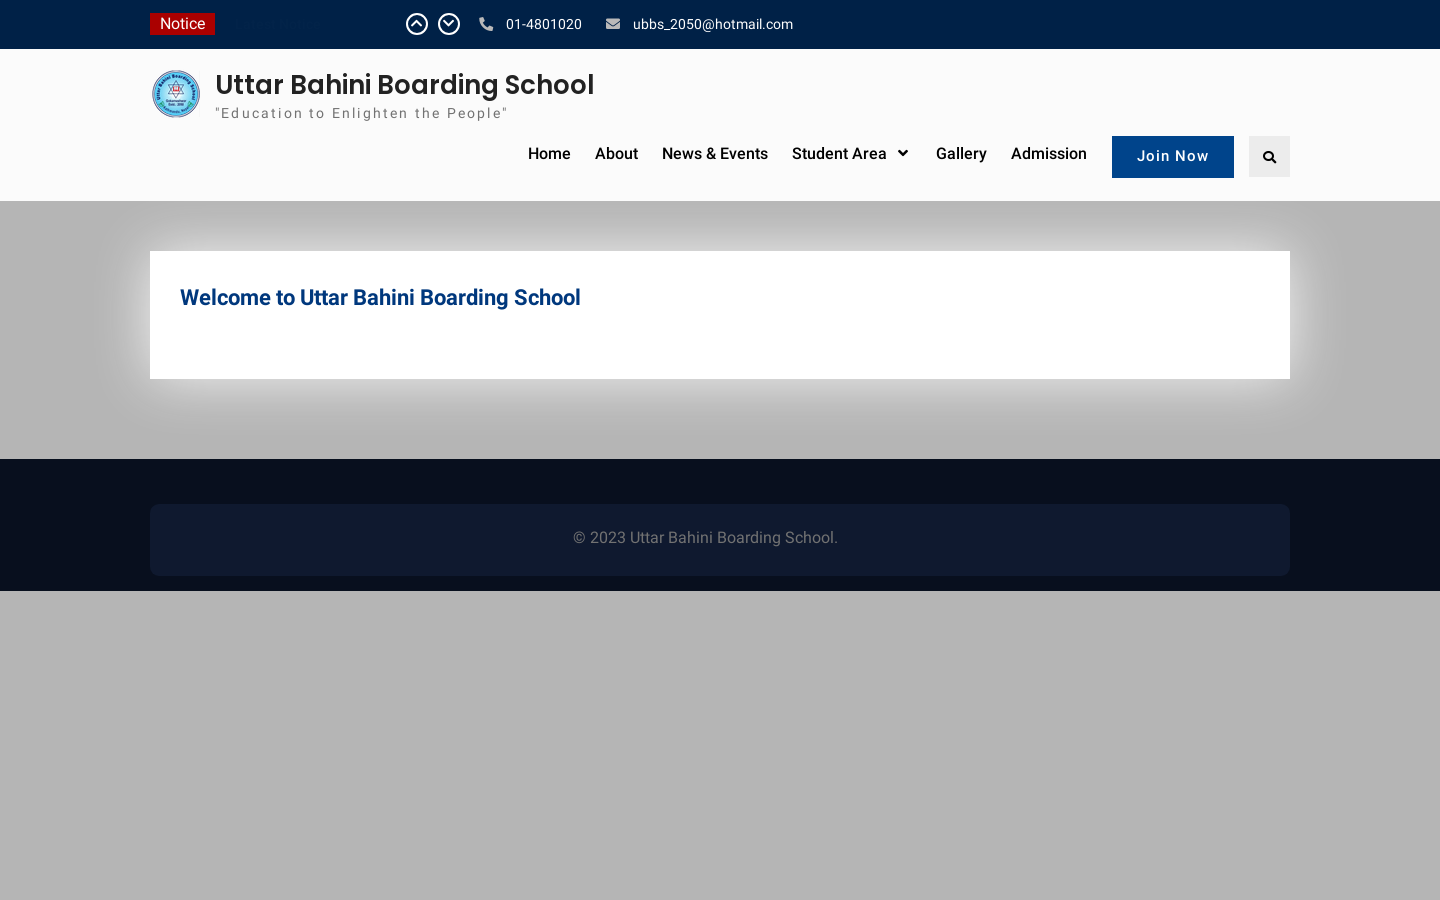 Notice
01-4801020
ubbs_2050@hotmail.com
Uttar Bahini Boarding School
"Education to Enlighten the People"
Home
About
News & Events
Student Area
Gallery
Admission
Join Now
Welcome to Uttar Bahini Boarding School
© 2023 Uttar Bahini Boarding School.